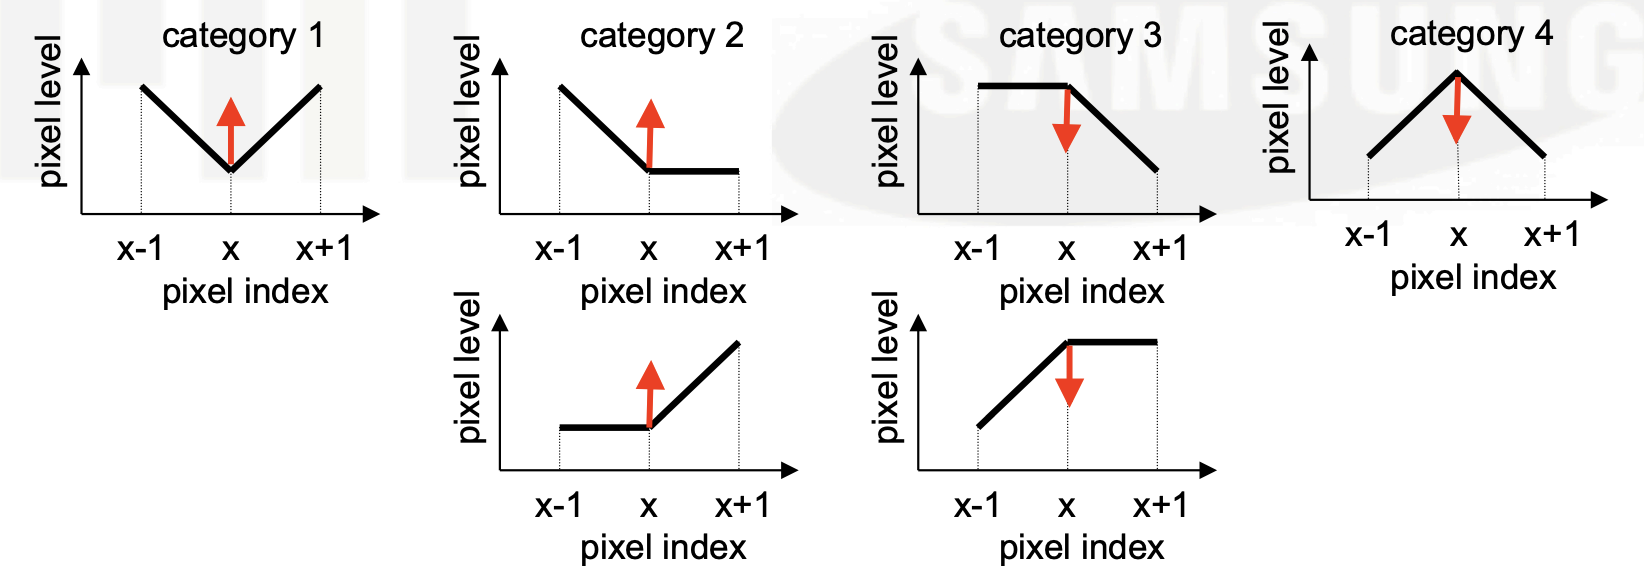 category 1
pixel level
x-1 x x+1
pixel index
category 2
pixel level
x-1 x x+1
pixel index
pixel level
x-1 x x+1
pixel index
category 3
pixel level
x-1 x x+1
pixel index
pixel level
x-1 x x+1
pixel index
category 4
pixel level
x-1 x x+1
pixel index
SAMSUNG